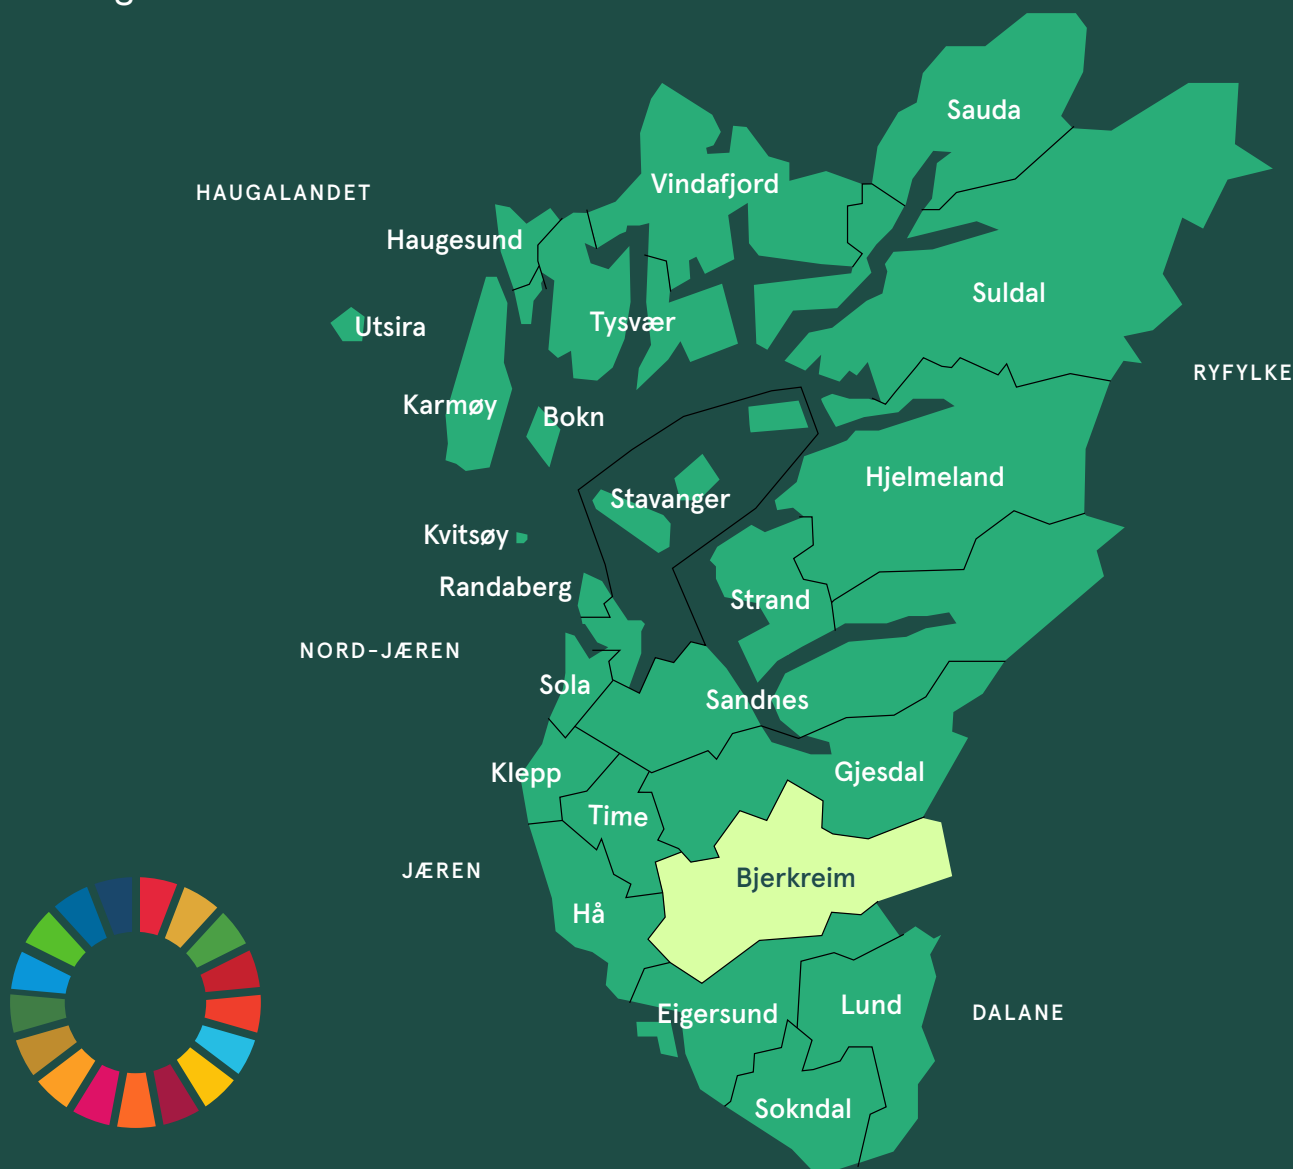 Sauda
Vindafjord
HAUGALANDET
Haugesund
Suldal
Utsira
Tysvær
RYFYLKE
Karmøy
Bokn
Hjelmeland
Stavanger
Kvitsøy
Randaberg
Strand
NORD-JÆREN
Sola
Sandnes
Klepp
Gjesdal
Time
JÆREN
Bjerkreim
Hå
Lund
Eigersund
DALANE
Sokndal